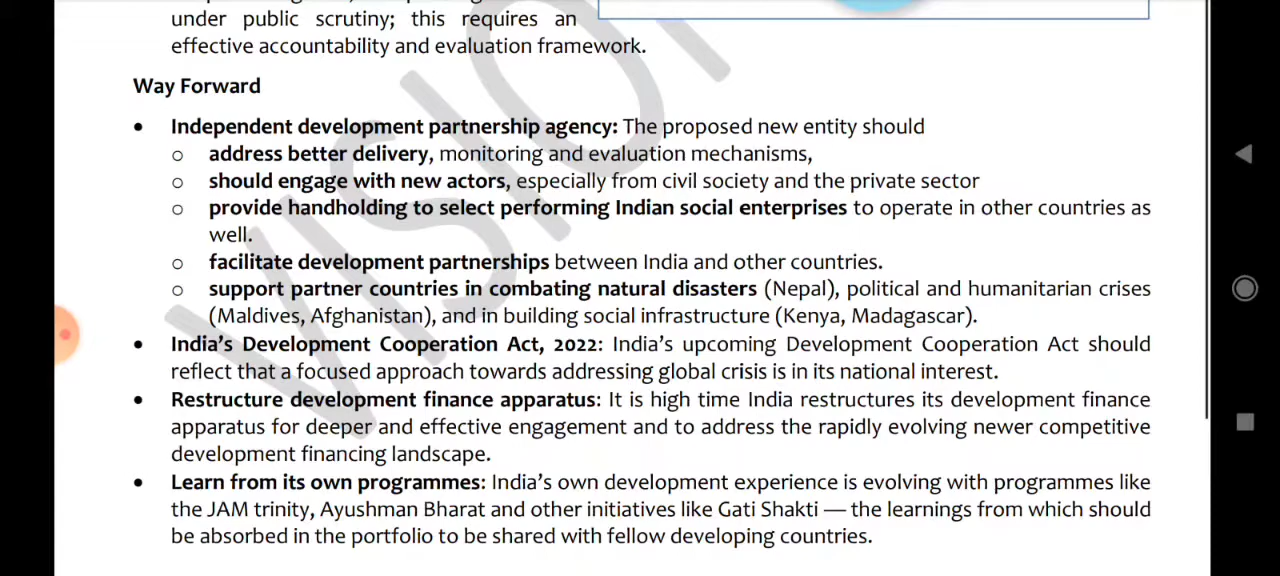 under public scrutiny; this requires an
effective accountability and evaluation framework.
Way Forward
• Independent development partnership agency: The proposed new entity should
o address better delivery, monitoring and evaluation mechanisms,
o should engage with new actors, especially from civil society and the private sector
o provide handholding to select performing Indian social enterprises to operate in other countries as
well.
o facilitate development partnerships between India and other countries.
o support partner countries in combating natural disasters (Nepal), political and humanitarian crises
(Maldives, Afghanistan), and in building social infrastructure (Kenya, Madagascar).
• India's Development Cooperation Act, 2022: India's upcoming Development Cooperation Act should
reflect that a focused approach towards addressing global crisis is in its national interest.
• Restructure development finance apparatus: It is high time India restructures its development finance
apparatus for deeper and effective engagement and to address the rapidly evolving newer competitive
development financing landscape.
• Learn from its own programmes: India's own development experience is evolving with programmes like
the JAM trinity, Ayushman Bharat and other initiatives like Gati Shakti — the learnings from which should
be absorbed in the portfolio to be shared with fellow developing countries.